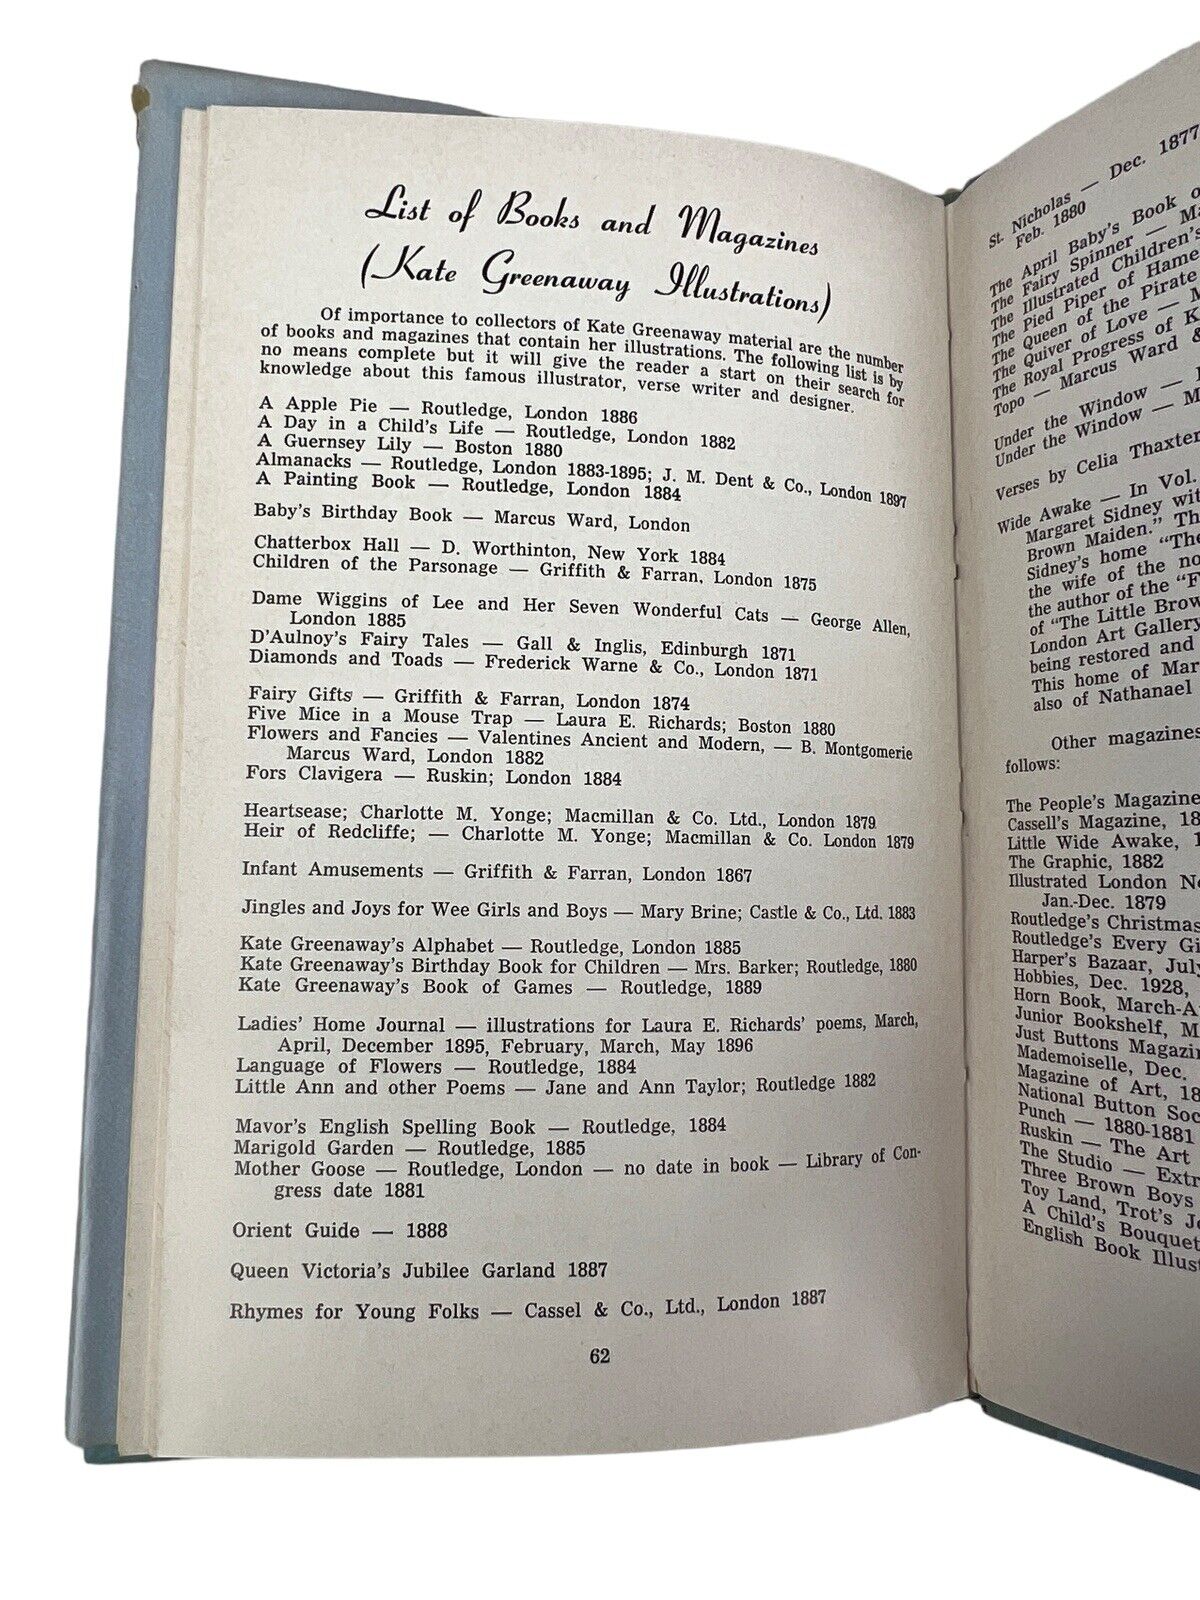 List of Books and Magazines
(Kate Greenaway Illustrations)
Of importance to collectors of Kate Greenaway material are the number
of books and magazines that contain her illustrations. The following list is by
no means complete but it will give the reader a start on their search for
knowledge about this famous illustrator, verse writer and designer.
A Apple Pie — Routledge, London 1886
A Day in a Child's Life — Routledge, London 1882
A Guernsey Lily — Boston 1880
Almanacks — Routledge, London 1883-1895; J. M. Dent & Co., London 1897
A Painting Book — Routledge, London 1884
Baby's Birthday Book — Marcus Ward, London
Chatterbox Hall — D. Worthinton, New York 1884
Children of the Parsonage — Griffith & Farran, London 1875
Dame Wiggins of Lee and Her Seven Wonderful Cats — George Allen,
London 1885
D'Aulnoy's Fairy Tales — Gall & Inglis, Edinburgh 1871
Diamonds and Toads — Frederick Warne & Co., London 1871
Fairy Gifts — Griffith & Farran, London 1874
Five Mice in a Mouse Trap — Laura E. Richards; Boston 1880
Flowers and Fancies — Valentines Ancient and Modern, — B. Montgomerie
Marcus Ward, London 1882
Fors Clavigera — Ruskin; London 1884
Heartsease; Charlotte M. Yonge; Macmillan & Co. Ltd., London 1879
Heir of Redcliffe; — Charlotte M. Yonge; Macmillan & Co. London 1879
Infant Amusements — Griffith & Farran, London 1867
Jingles and Joys for Wee Girls and Boys — Mary Brine; Castle & Co., Ltd. 1883
Kate Greenaway's Alphabet — Routledge, London 1885
Kate Greenaway's Birthday Book for Children — Mrs. Barker; Routledge, 1880
Kate Greenaway's Book of Games — Routledge, 1889
Ladies' Home Journal — illustrations for Laura E. Richards' poems, March,
April, December 1895, February, March, May 1896
Language of Flowers — Routledge, 1884
Little Ann and other Poems — Jane and Ann Taylor; Routledge 1882
Mavor's English Spelling Book — Routledge, 1884
Marigold Garden — Routledge, 1885
Mother Goose — Routledge, London — no date in book — Library of Con-
gress date 1881
Orient Guide — 1888
Queen Victoria's Jubilee Garland 1887
Rhymes for Young Folks — Cassel & Co., Ltd., London 1887
62
St. Nicholas — Dec. 1877
Feb. 1880
The April Baby's Book
The Fairy Spinner —
The Illustrated Children's
The Pied Piper of
The Queen of the Pirate
The Quiver of Love —
The Royal Progress of
Topo — Marcus Ward &
Under the Window —
Under the Window —
Verses by Celia Thaxter
Wide Awake — In Vol.
Margaret Sidney
Brown Maiden."
Sidney's home
the wife of the
the author of the
of "The Little
London Art Gallery
being restored and
This home of
also of Nathanael
Other magazines
follows:
The People's Magazine
Cassell's Magazine,
Little Wide Awake,
The Graphic, 1882
Illustrated London
Jan.-Dec. 1879
Routledge's Christmas
Routledge's Every
Harper's Bazaar,
Hobbies, Dec. 1928,
Horn Book,
Junior Bookshelf,
Just Buttons
Mademoiselle, Dec.
Magazine of Art,
National Button
Punch — 1880-1881
Ruskin — The Art
The Studio —
Three Brown Boys
Toy Land, Trot's
A Child's Bouquet
English Book